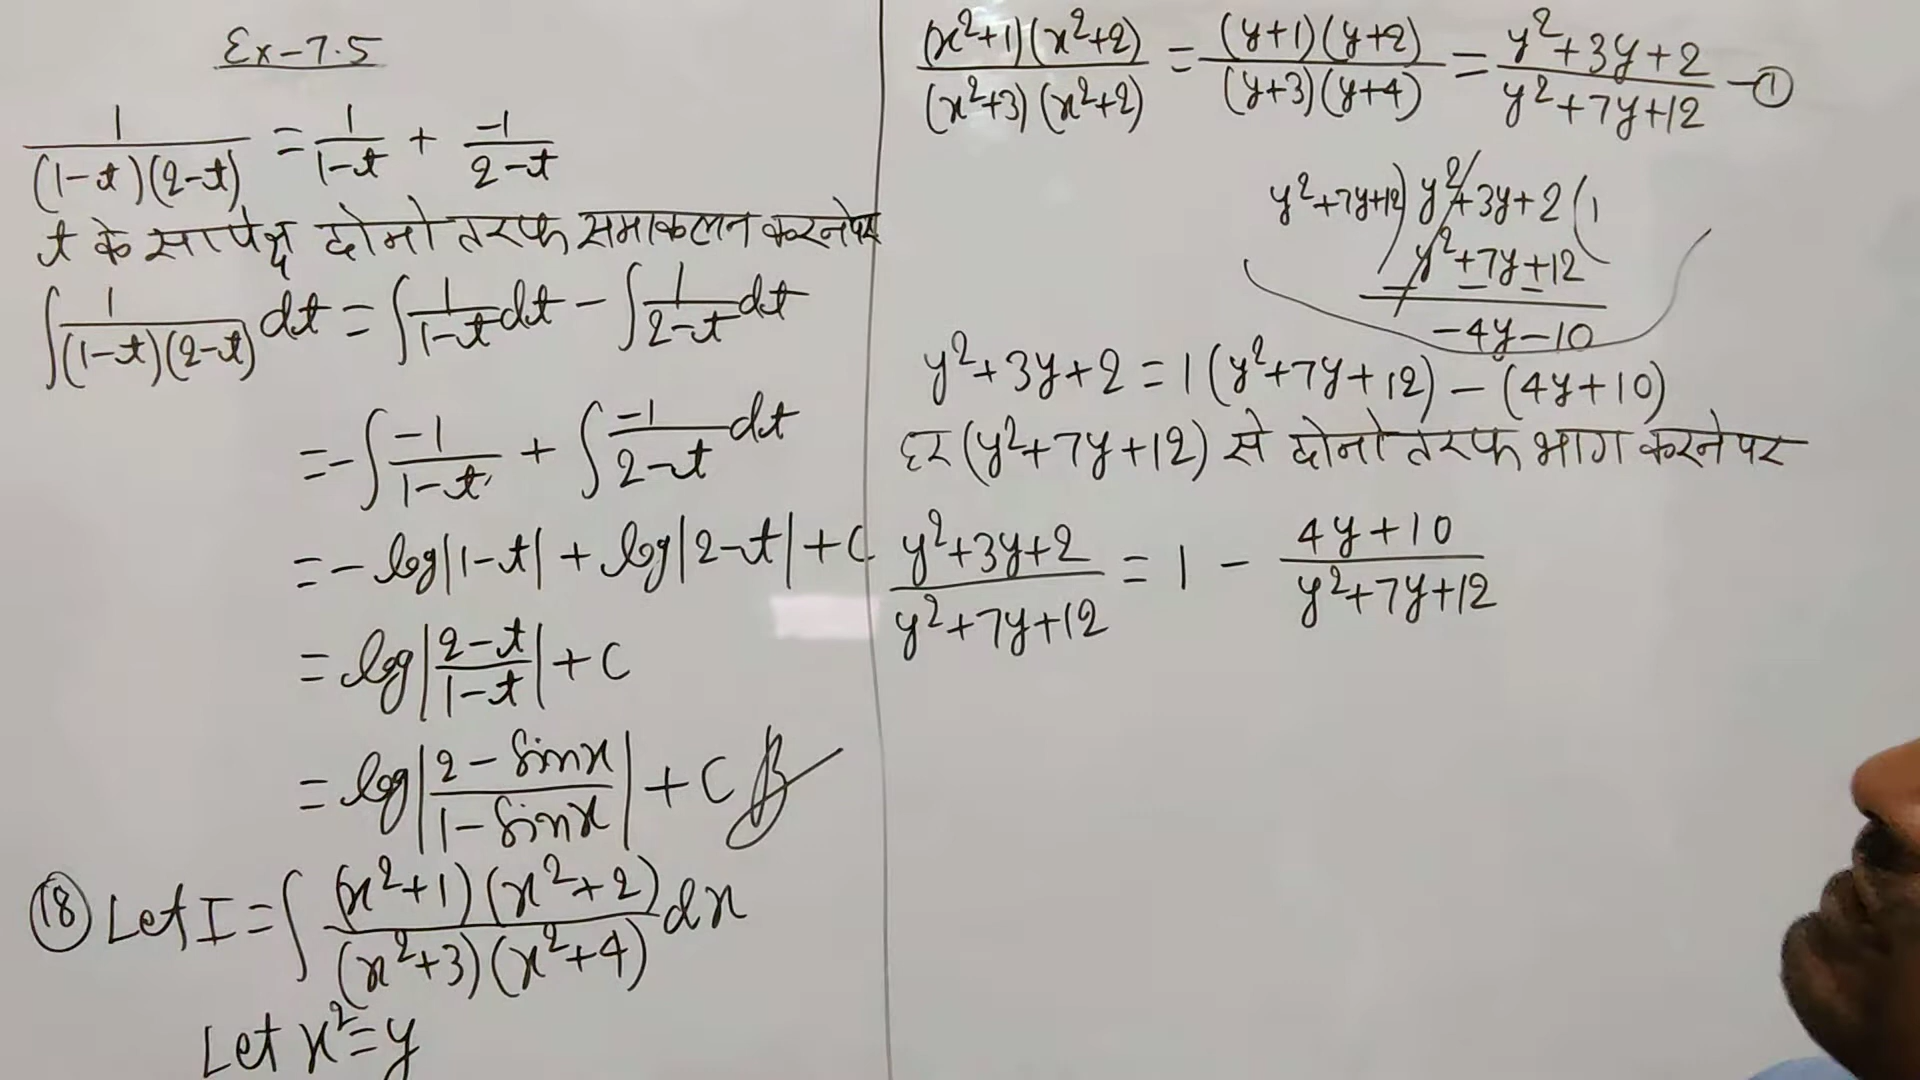 Ex-7.5
1/((1-t)(2-t)) = 1/(1-t) + -1/(2-t)
t के सापेक्ष दोनो तरफ समाकलन करने पर
∫1/((1-t)(2-t)) dt = ∫1/(1-t) dt - ∫1/(2-t) dt
= -∫-1/(1-t) + ∫-1/(2-t) dt
= - log|1-t| + log|2-t| + C
= log|(2-t)/(1-t)| + C
= log|(2-sinx)/(1-sinx)| + C
(18) Let I = ∫((x²+1)(x²+2))/((x²+3)(x²+4)) dx
Let x² = y
((x²+1)(x²+2))/((x²+3)(x²+2)) = ((y+1)(y+2))/((y+3)(y+4)) = (y²+3y+2)/(y²+7y+12) -①
y²+7y+12) y²+3y+2 (1
y²+7y+12
- - -
-4y-10
y²+3y+2 = 1(y²+7y+12) - (4y+10)
हर (y²+7y+12) से दोनो तरफ भाग करने पर
(y²+3y+2)/(y²+7y+12) = 1 - (4y+10)/(y²+7y+12)